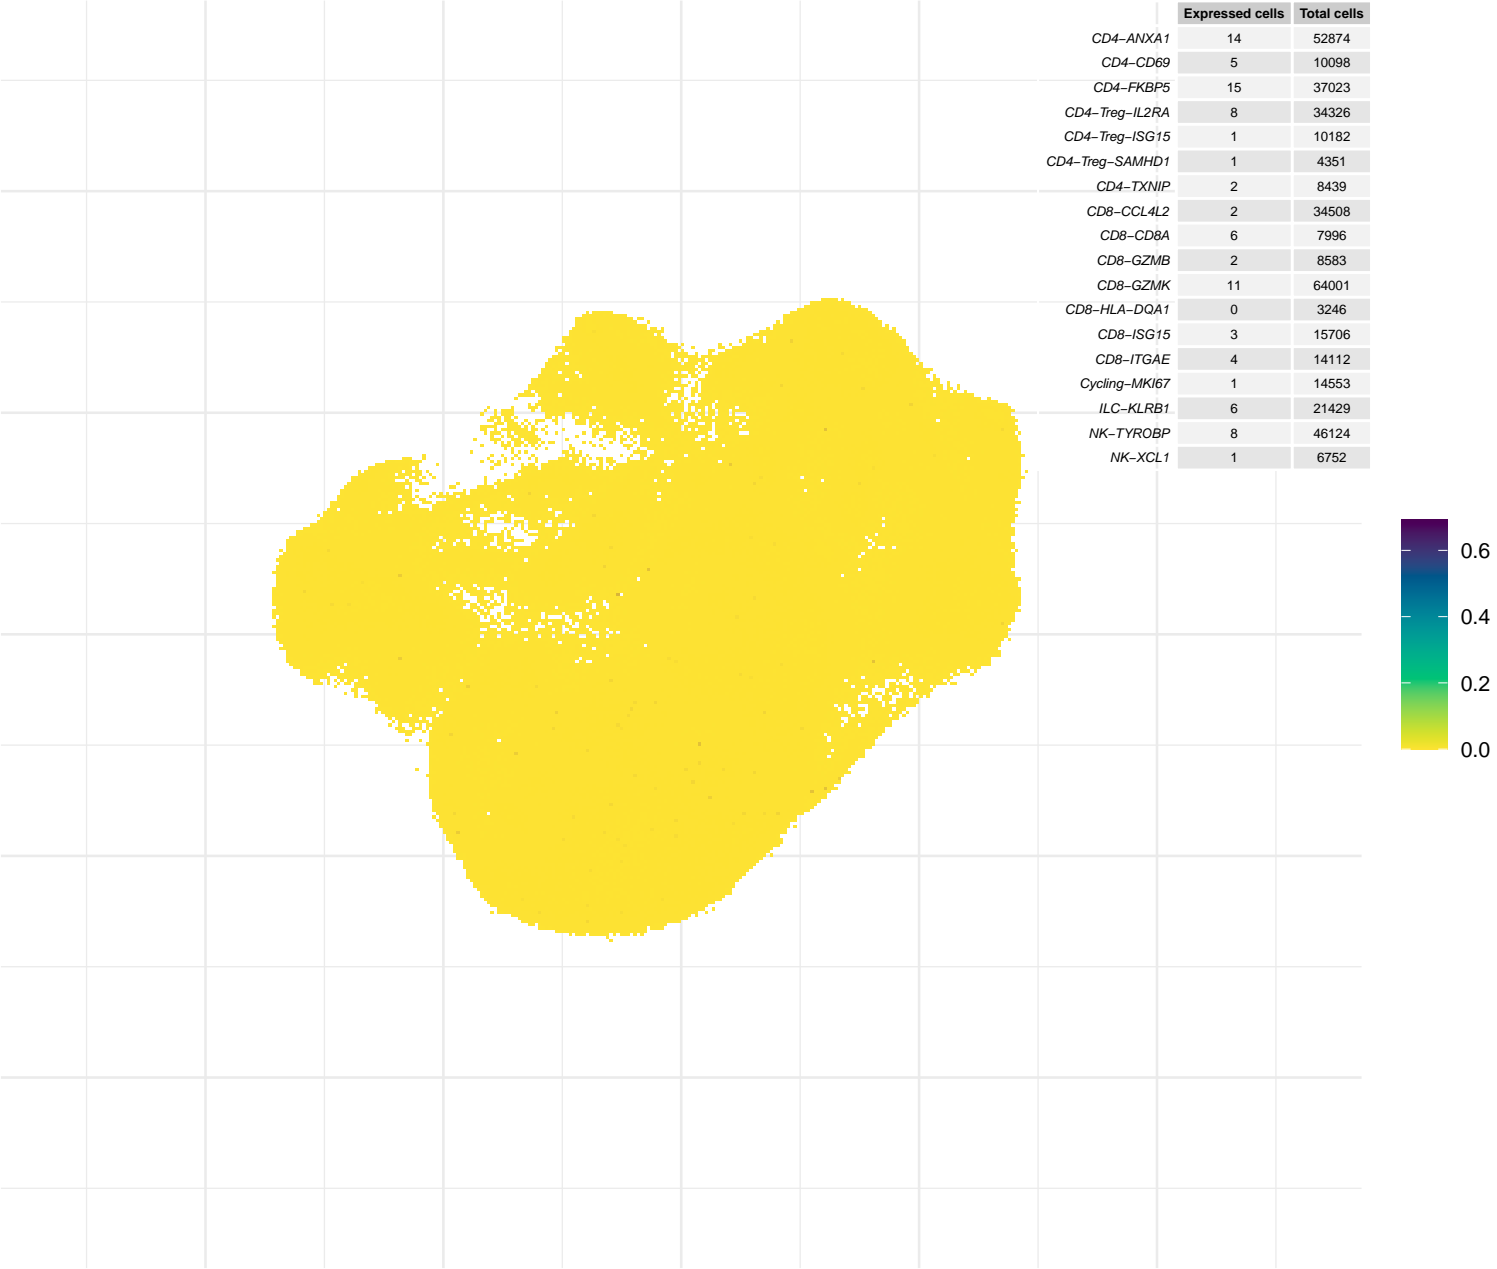 Expressed cells Total cells
CD4−ANXA1 14 52874
CD4−CD69 5 10098
CD4−FKBP5 15 37023
CD4−Treg−IL2RA 8 34326
CD4−Treg−ISG15 1 10182
CD4−Treg−SAMHD1 1 4351
CD4−TXNIP 2 8439
CD8−CCL4L2 2 34508
CD8−CD8A 6 7996
CD8−GZMB 2 8583
CD8−GZMK 11 64001
CD8−HLA−DQA1 0 3246
CD8−ISG15 3 15706
CD8−ITGAE 4 14112
Cycling−MKI67 1 14553
ILC−KLRB1 6 21429
NK−TYROBP 8 46124
NK−XCL1 1 6752
0.6
0.4
0.2
0.0